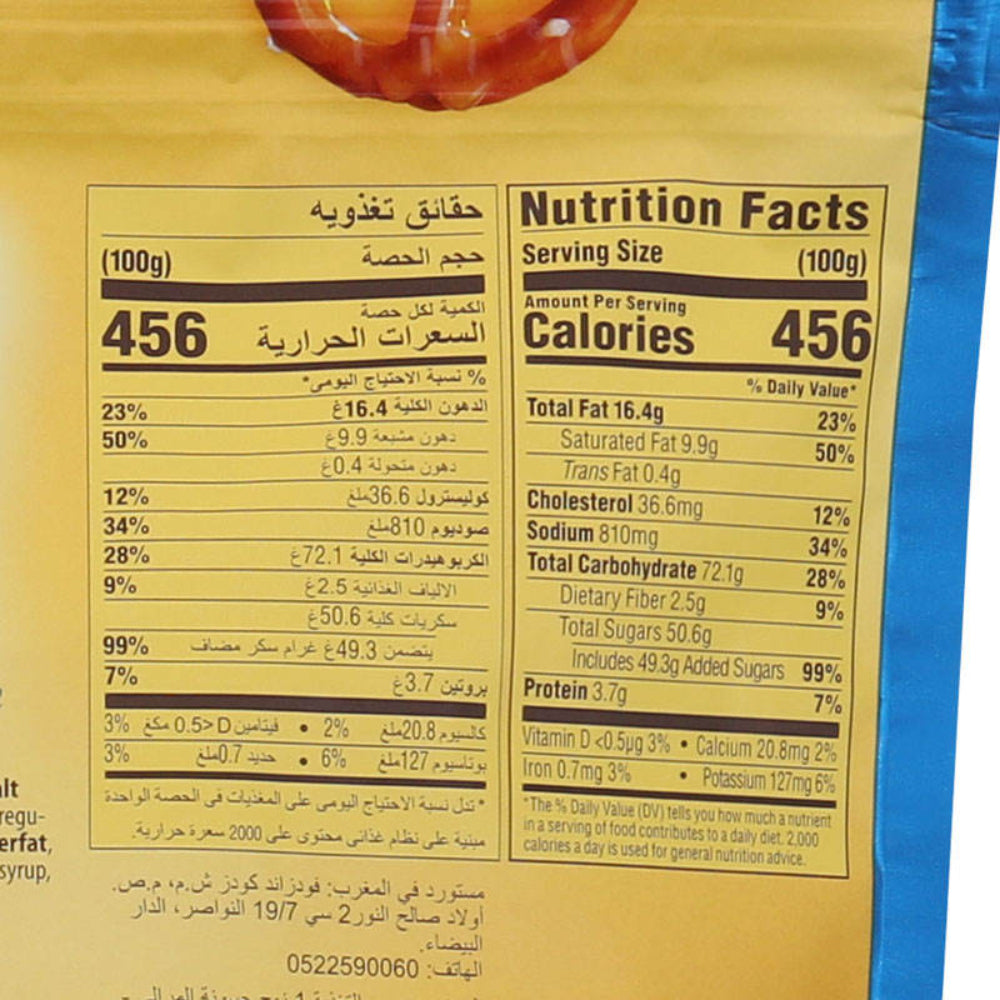 حقائق تغذويه
حجم الحصة (100g)
الكمية لكل حصة
السعرات الحرارية 456
% نسبة الاحتياج اليومى*
الدهون الكلية 16.4غ 23%
دهون مشبعة 9.9غ 50%
دهون متحولة 0.4غ
كوليسترول 36.6ملغ 12%
صوديوم 810ملغ 34%
الكربوهيدرات الكلية 72.1غ 28%
الالياف الغذائية 2.5غ 9%
سكريات كلية 50.6غ
يتضمن 49.3غ غرام سكر مضاف 99%
بروتين 3.7غ 7%
كالسيوم 20.8ملغ 2% • فيتامين D <0.5 مكغ 3%
بوتاسيوم 127ملغ 6% • حديد 0.7ملغ 3%
* تدل نسبة الاحتياج اليومى على المغذيات فى الحصة الواحدة
مبنية على نظام غذائى محتوى على 2000 سعرة حرارية.
Nutrition Facts
Serving Size (100g)
Amount Per Serving
Calories 456
% Daily Value*
Total Fat 16.4g 23%
Saturated Fat 9.9g 50%
Trans Fat 0.4g
Cholesterol 36.6mg 12%
Sodium 810mg 34%
Total Carbohydrate 72.1g 28%
Dietary Fiber 2.5g 9%
Total Sugars 50.6g
Includes 49.3g Added Sugars 99%
Protein 3.7g 7%
Vitamin D <0.5µg 3% • Calcium 20.8mg 2%
Iron 0.7mg 3% • Potassium 127mg 6%
*The % Daily Value (DV) tells you how much a nutrient
in a serving of food contributes to a daily diet. 2,000
calories a day is used for general nutrition advice.
lt
regu-
erfat,
syrup,
مستورد في المغرب: فودزاند كودز ش.م، م.ص.
أولاد صالح النور2 سي 19/7 النواصر، الدار
البيضاء.
الهاتف: 0522590060